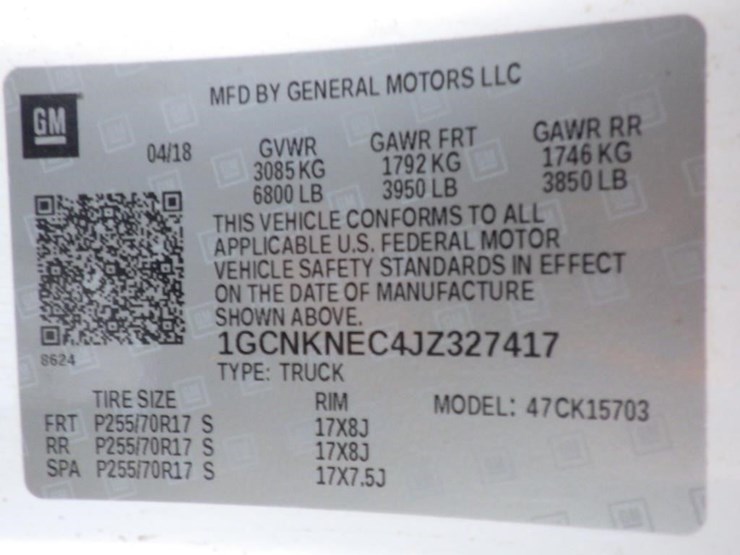 MFD BY GENERAL MOTORS LLC
GM
04/18
GVWR GAWR FRT GAWR RR
3085 KG 1792 KG 1746 KG
6800 LB 3950 LB 3850 LB
THIS VEHICLE CONFORMS TO ALL
APPLICABLE U.S. FEDERAL MOTOR
VEHICLE SAFETY STANDARDS IN EFFECT
ON THE DATE OF MANUFACTURE
SHOWN ABOVE.
8624
1GCNKNEC4JZ327417
TYPE: TRUCK
TIRE SIZE RIM MODEL: 47CK15703
FRT P255/70R17 S 17X8J
RR P255/70R17 S 17X8J
SPA P255/70R17 S 17X7.5J